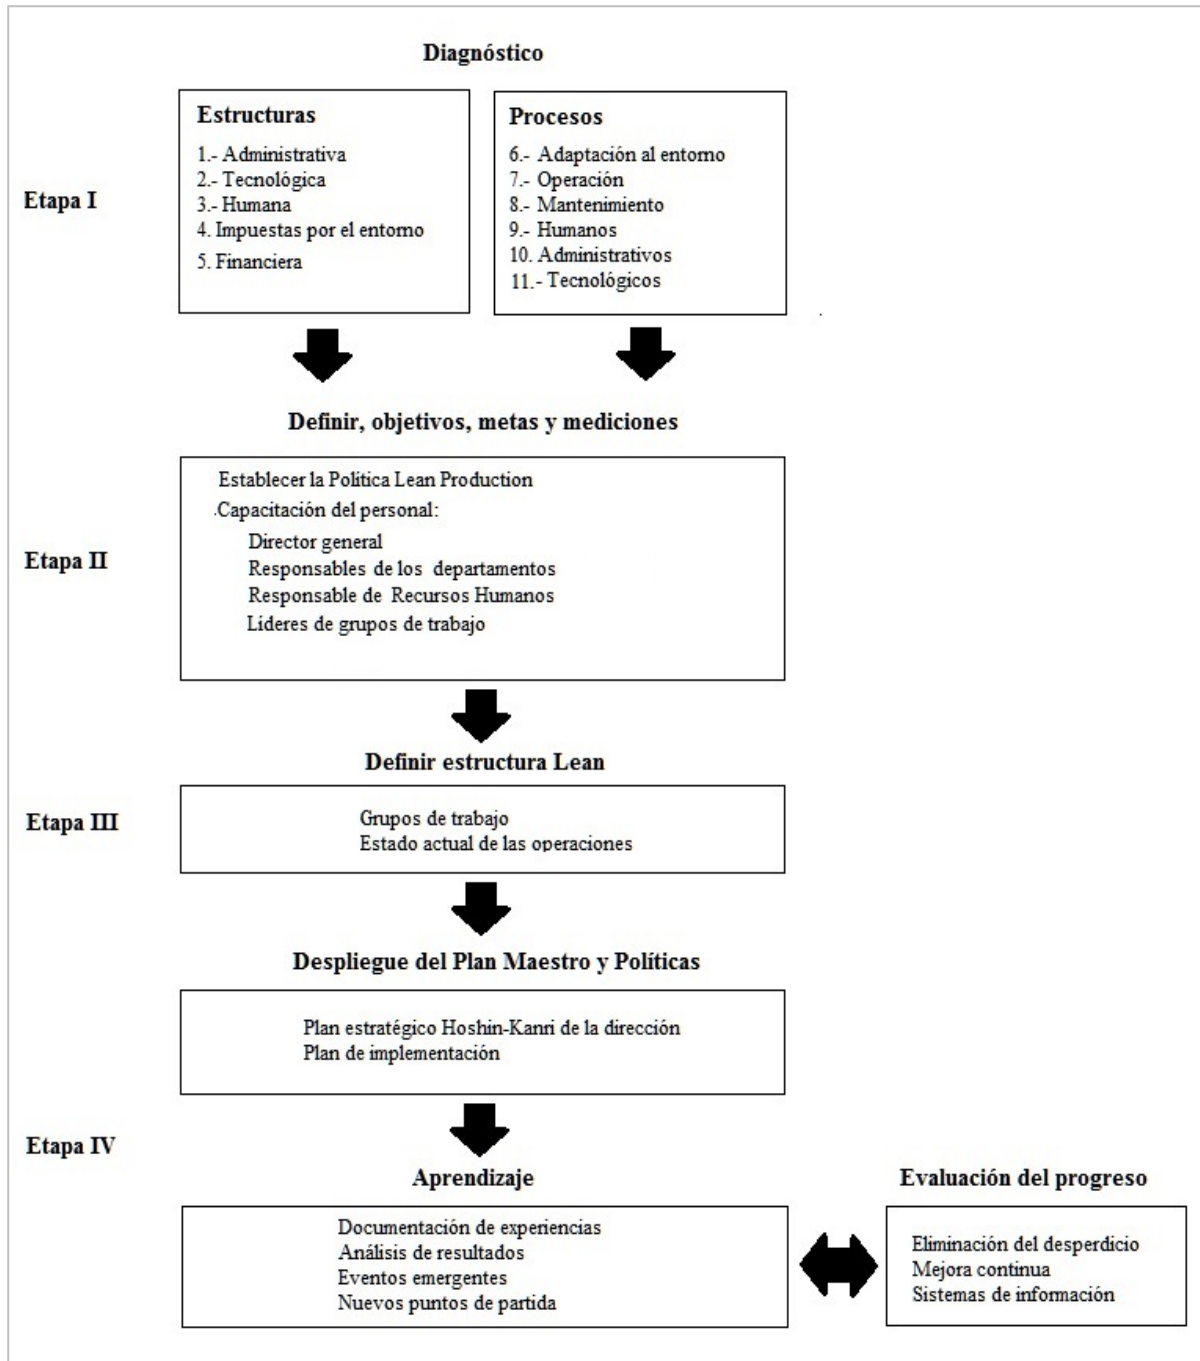 Diagnóstico
Etapa I
Estructuras
1.- Administrativa
2.- Tecnológica
3.- Humana
4. Impuestas por el entorno
5. Financiera
Procesos
6.- Adaptación al entorno
7.- Operación
8.- Mantenimiento
9.- Humanos
10. Administrativos
11.- Tecnológicos
Definir, objetivos, metas y mediciones
Etapa II
Establecer la Política Lean Production
.Capacitación del personal:
Director general
Responsables de los departamentos
Responsable de Recursos Humanos
Líderes de grupos de trabajo
Definir estructura Lean
Etapa III
Grupos de trabajo
Estado actual de las operaciones
Despliegue del Plan Maestro y Políticas
Plan estratégico Hoshin-Kanri de la dirección
Plan de implementación
Etapa IV
Aprendizaje
Documentación de experiencias
Análisis de resultados
Eventos emergentes
Nuevos puntos de partida
Evaluación del progreso
Eliminación del desperdicio
Mejora continua
Sistemas de información